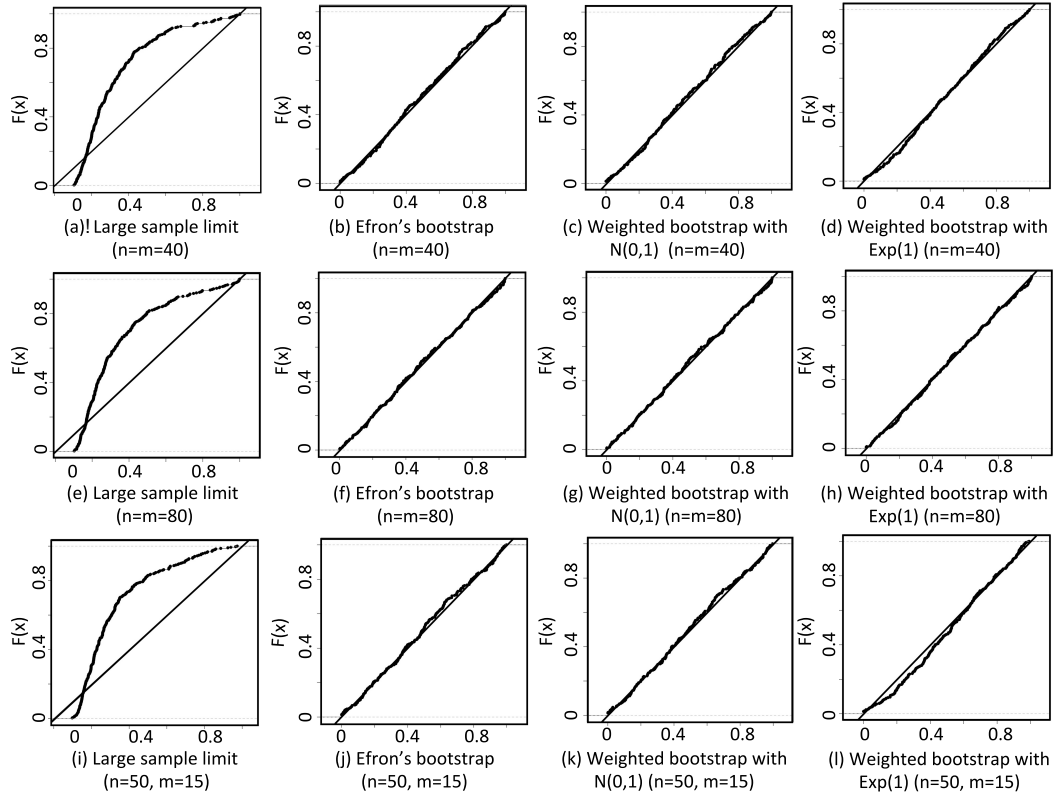 F(x)
0.8
0.4
0
0 0.4 0.8
(a)! Large sample limit
(n=m=40)
F(x)
0.8
0.4
0
0 0.4 0.8
(b) Efron's bootstrap
(n=m=40)
F(x)
0.8
0.4
0
0 0.4 0.8
(c) Weighted bootstrap with
N(0,1) (n=m=40)
F(x)
0.8
0.4
0
0 0.4 0.8
(d) Weighted bootstrap with
Exp(1) (n=m=40)
F(x)
0.8
0.4
0
0 0.4 0.8
(e) Large sample limit
(n=m=80)
F(x)
0.8
0.4
0
0 0.4 0.8
(f) Efron's bootstrap
(n=m=80)
F(x)
0.8
0.4
0
0 0.4 0.8
(g) Weighted bootstrap with
N(0,1) (n=m=80)
F(x)
0.8
0.4
0
0 0.4 0.8
(h) Weighted bootstrap with
Exp(1) (n=m=80)
F(x)
0.8
0.4
0
0 0.4 0.8
(i) Large sample limit
(n=50, m=15)
F(x)
0.8
0.4
0
0 0.4 0.8
(j) Efron's bootstrap
(n=50, m=15)
F(x)
0.8
0.4
0
0 0.4 0.8
(k) Weighted bootstrap with
N(0,1) (n=50, m=15)
F(x)
0.8
0.4
0
0 0.4 0.8
(l) Weighted bootstrap with
Exp(1) (n=50, m=15)